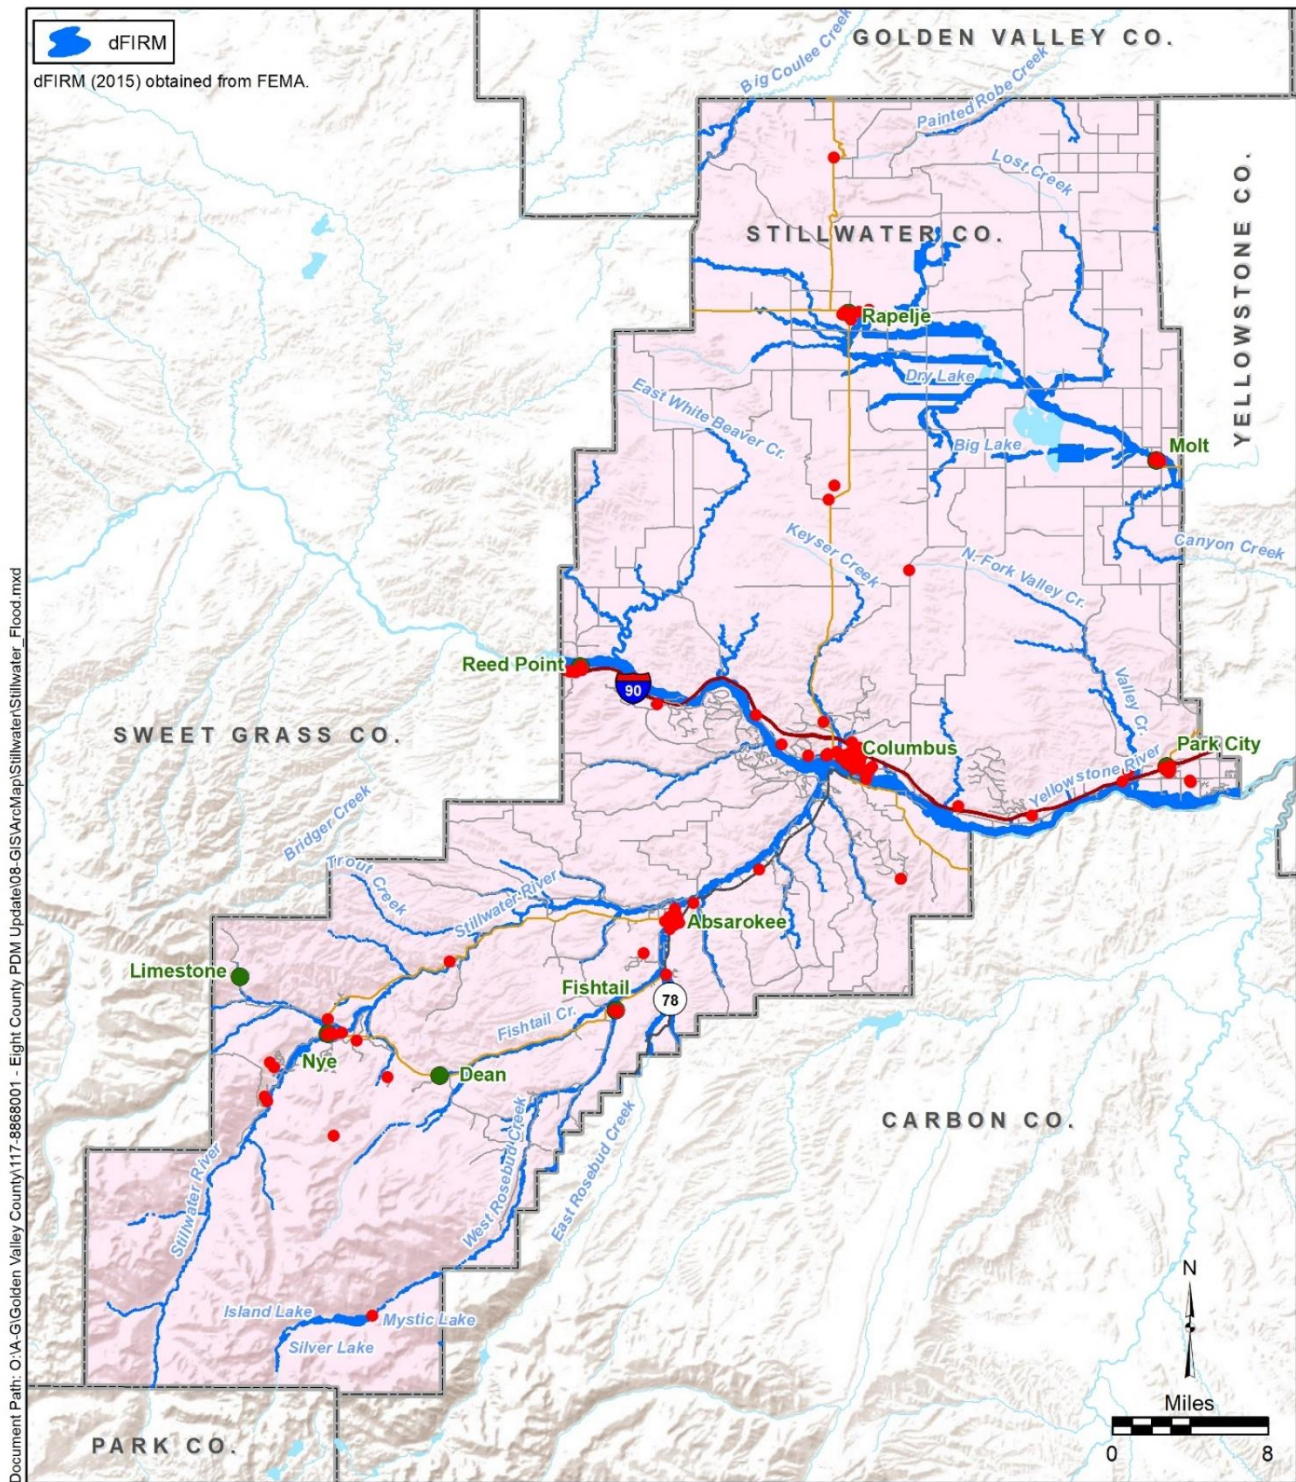 dFIRM
dFIRM (2015) obtained from FEMA.
GOLDEN VALLEY CO.
Big Coulee Creek
Painted Robe Creek
Lost Creek
STILLWATER CO.
YELLOWSTONE CO.
Rapelje
Dry Lake
East White Beaver Cr.
Big Lake
Molt
Keyser Creek
Canyon Creek
N. Fork Valley Cr.
Reed Point
90
Valley Cr.
SWEET GRASS CO.
Columbus
Park City
Yellowstone River
Bridger Creek
Trout Creek
Stillwater River
Absarokee
Limestone
Fishtail
78
Fishtail Cr.
Nye
Dean
CARBON CO.
West Rosebud Creek
East Rosebud Creek
Stillwater River
Island Lake
Mystic Lake
Silver Lake
N
Miles
0 8
PARK CO.
Document Path: O:\A-G\Golden Valley County\117-8868001 - Eight County PDM Update\08-GIS\ArcMap\Stillwater\Stillwater_Flood.mxd